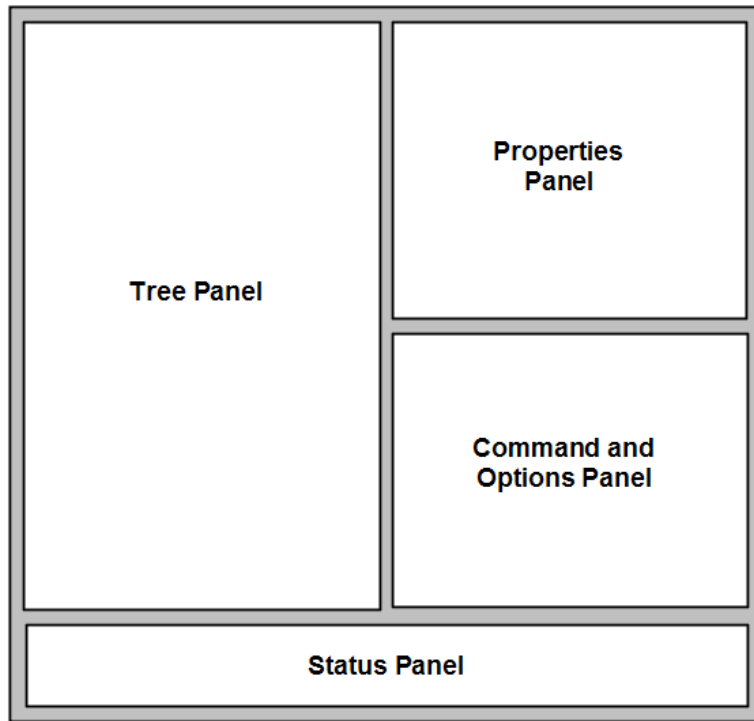 Tree Panel
Properties
Panel
Command and
Options Panel
Status Panel